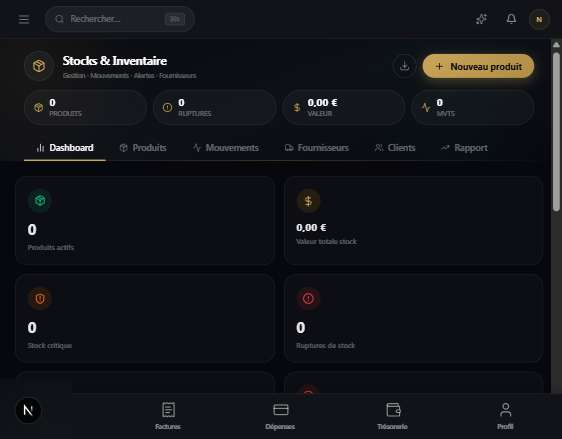 Rechercher... ⌘K
N
Stocks & Inventaire
Gestion · Mouvements · Alertes · Fournisseurs
Nouveau produit
0
PRODUITS
0
RUPTURES
0,00 €
VALEUR
0
MVTS
Dashboard Produits Mouvements Fournisseurs Clients Rapport
0
Produits actifs
0,00 €
Valeur totale stock
0
Stock critique
0
Ruptures de stock
N
Factures Dépenses Trésorerie Profil